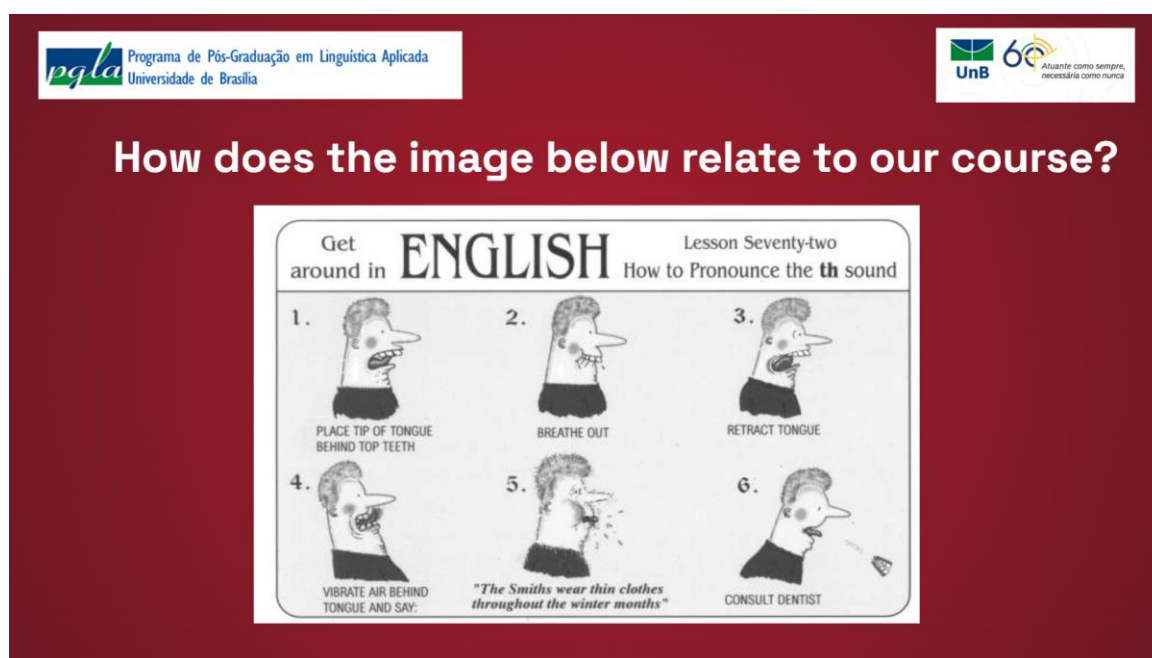 pgla
Programa de Pós-Graduação em Linguística Aplicada
Universidade de Brasília
UnB
60
Atuante como sempre,
necessária como nunca
How does the image below relate to our course?
Get
around in
ENGLISH
Lesson Seventy-two
How to Pronounce the th sound
1.
PLACE TIP OF TONGUE
BEHIND TOP TEETH
2.
BREATHE OUT
3.
RETRACT TONGUE
4.
VIBRATE AIR BEHIND
TONGUE AND SAY:
5.
"The Smiths wear thin clothes
throughout the winter months"
6.
CONSULT DENTIST